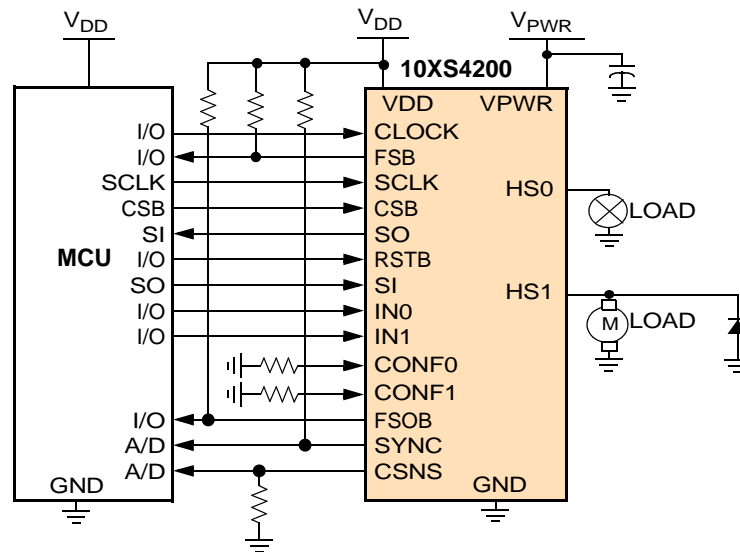 VDD VDD VPWR
10XS4200
VDD VPWR
I/O CLOCK
I/O FSB
SCLK SCLK HS0
CSB CSB LOAD
SI SO
MCU I/O RSTB
SO SI HS1
I/O IN0 M LOAD
I/O IN1
CONF0
CONF1
I/O FSOB
A/D SYNC
A/D CSNS
GND GND